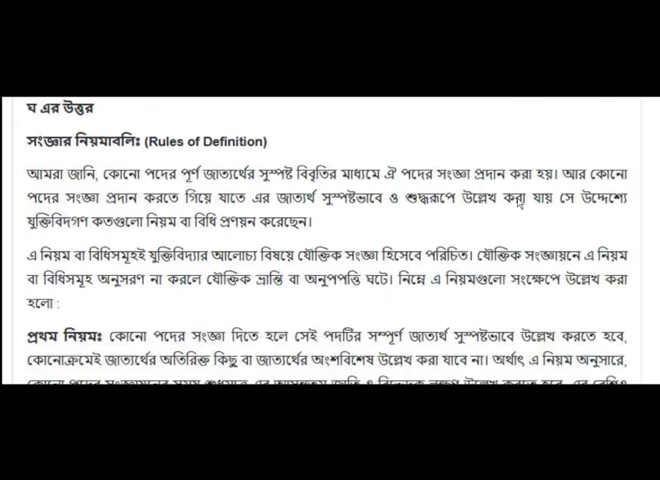 ঘ এর উত্তর
সংজ্ঞার নিয়মাবলিঃ (Rules of Definition)
আমরা জানি, কোনো পদের পূর্ণ জাত্যর্থের সুস্পষ্ট বিবৃতির মাধ্যমে ঐ পদের সংজ্ঞা প্রদান করা হয়। আর কোনো
পদের সংজ্ঞা প্রদান করতে গিয়ে যাতে এর জাত্যর্থ সুস্পষ্টভাবে ও শুদ্ধরূপে উল্লেখ করা যায় সে উদ্দেশ্যে
যুক্তিবিদগণ কতগুলো নিয়ম বা বিধি প্রণয়ন করেছেন।
এ নিয়ম বা বিধিসমূহই যুক্তিবিদ্যার আলোচ্য বিষয়ে যৌক্তিক সংজ্ঞা হিসেবে পরিচিত। যৌক্তিক সংজ্ঞায়নে এ নিয়ম
বা বিধিসমূহ অনুসরণ না করলে যৌক্তিক ভ্রান্তি বা অনুপপত্তি ঘটে। নিম্নে এ নিয়মগুলো সংক্ষেপে উল্লেখ করা
হলো :
প্রথম নিয়মঃ কোনো পদের সংজ্ঞা দিতে হলে সেই পদটির সম্পূর্ণ জাত্যর্থ সুস্পষ্টভাবে উল্লেখ করতে হবে,
কোনোক্রমেই জাত্যর্থের অতিরিক্ত কিছু বা জাত্যর্থের অংশবিশেষ উল্লেখ করা যাবে না। অর্থাৎ এ নিয়ম অনুসারে,